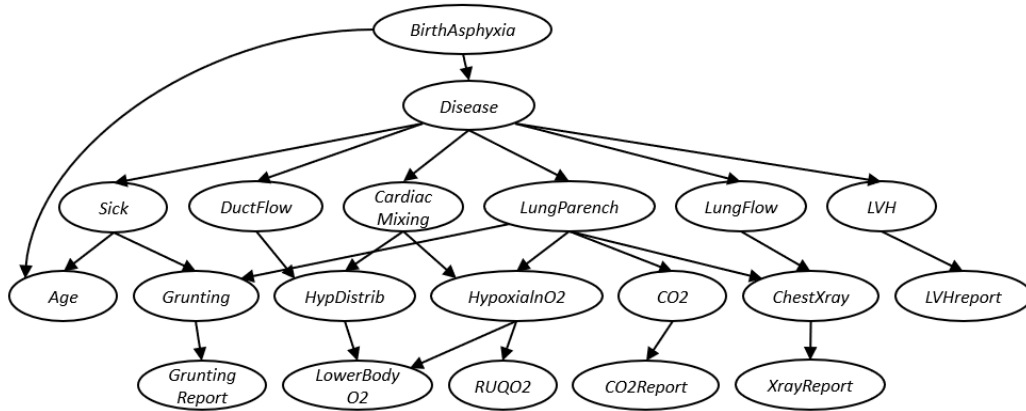 BirthAsphyxia
Disease
Sick
DuctFlow
Cardiac
Mixing
LungParench
LungFlow
LVH
Age
Grunting
HypDistrib
HypoxiaInO2
CO2
ChestXray
LVHreport
Grunting
Report
LowerBody
O2
RUQO2
CO2Report
XrayReport